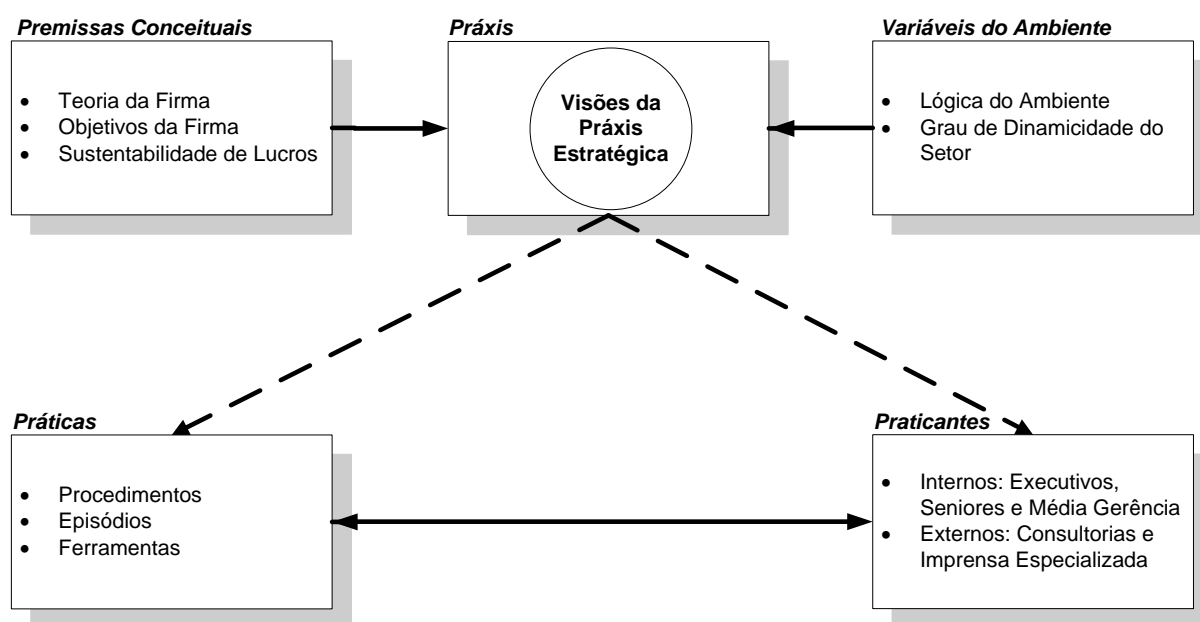 Premissas Conceituais
• Teoria da Firma
• Objetivos da Firma
• Sustentabilidade de Lucros
Práxis
Visões da
Práxis
Estratégica
Variáveis do Ambiente
• Lógica do Ambiente
• Grau de Dinamicidade do
Setor
Práticas
• Procedimentos
• Episódios
• Ferramentas
Praticantes
• Internos: Executivos,
Seniores e Média Gerência
• Externos: Consultorias e
Imprensa Especializada